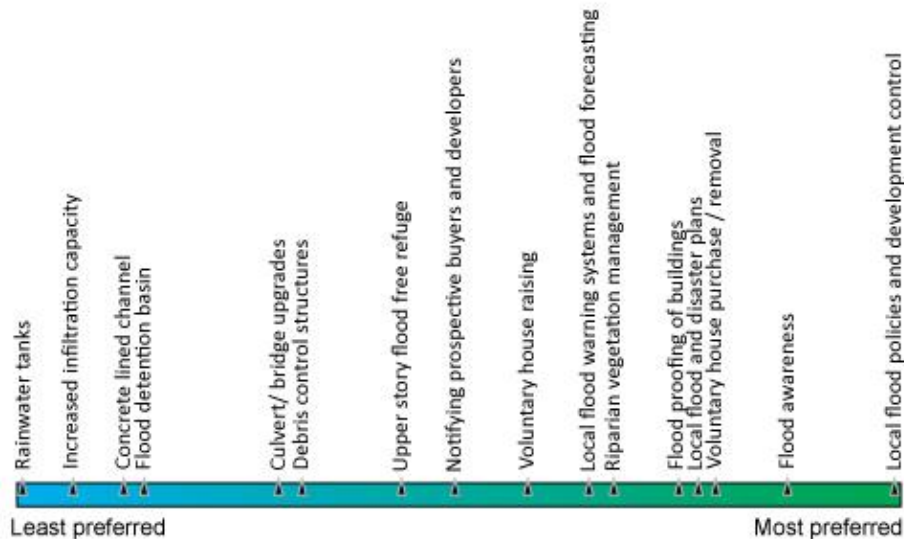 Rainwater tanks
Increased infiltration capacity
Concrete lined channel
Flood detention basin
Culvert/ bridge upgrades
Debris control structures
Upper story flood free refuge
Notifying prospective buyers and developers
Voluntary house raising
Local flood warning systems and flood forecasting
Riparian vegetation management
Flood proofing of buildings
Local flood and disaster plans
Voluntary house purchase / removal
Flood awareness
Local flood policies and development control
Least preferred
Most preferred